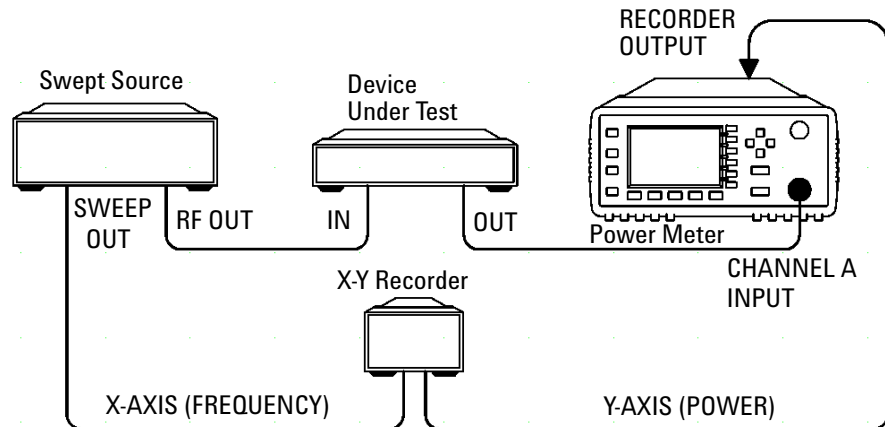 RECORDER
OUTPUT
Swept Source
Device
Under Test
SWEEP
OUT
RF OUT
IN
OUT
Power Meter
CHANNEL A
INPUT
X-Y Recorder
X-AXIS (FREQUENCY)
Y-AXIS (POWER)